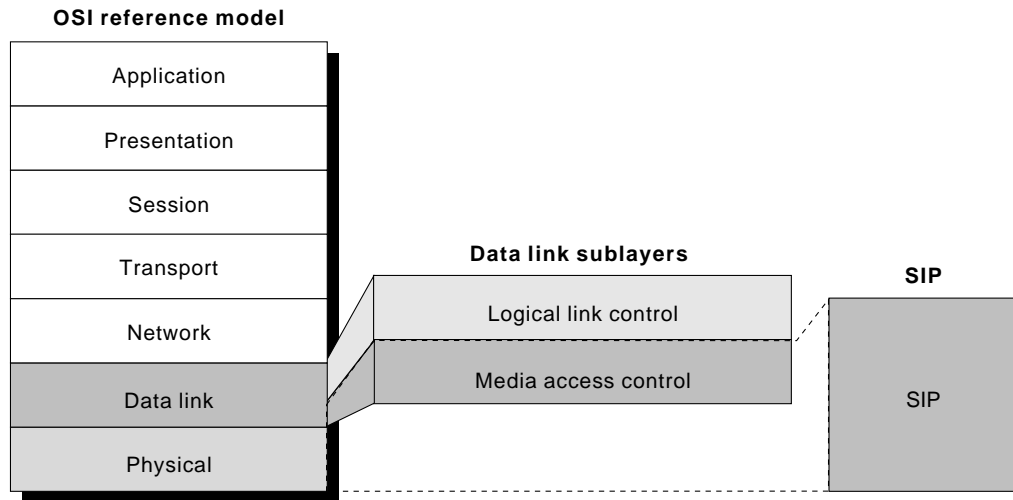 OSI reference model
Application
Presentation
Session
Transport
Network
Data link
Physical
Data link sublayers
Logical link control
Media access control
SIP
SIP